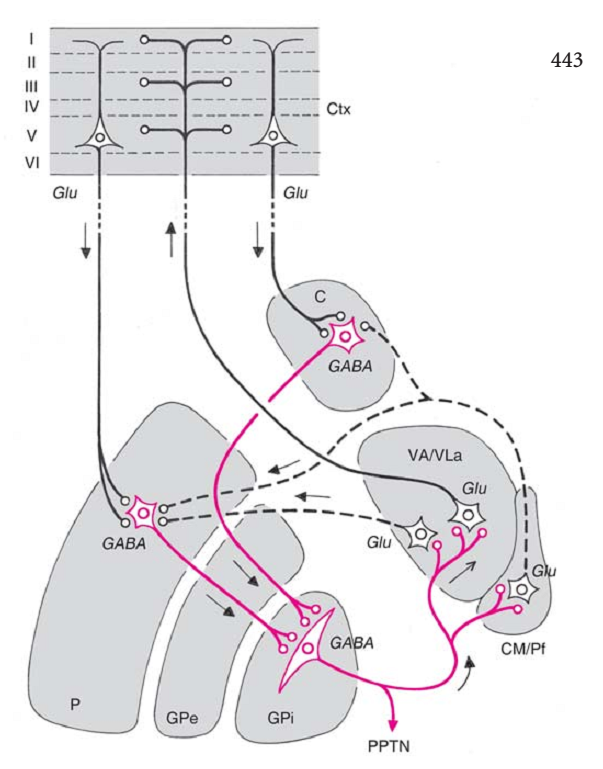 443
I
II
III
IV
V
VI
Ctx
Glu
Glu
C
GABA
VA/VLa
Glu
Glu
GABA
Glu
GABA
CM/Pf
P
GPe
GPi
PPTN